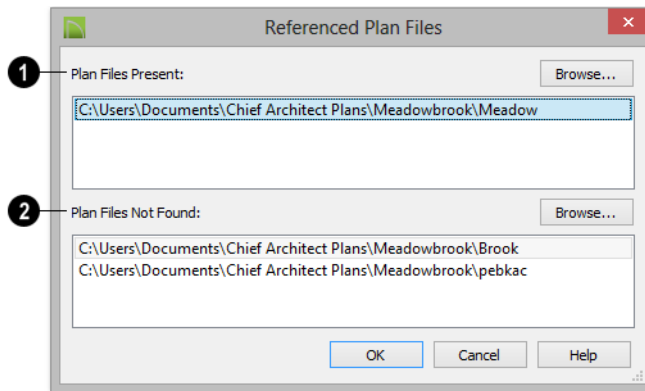 Referenced Plan Files
1 Plan Files Present: Browse...
C:\Users\Documents\Chief Architect Plans\Meadowbrook\Meadow
2 Plan Files Not Found: Browse...
C:\Users\Documents\Chief Architect Plans\Meadowbrook\Brook
C:\Users\Documents\Chief Architect Plans\Meadowbrook\pebkac
OK Cancel Help